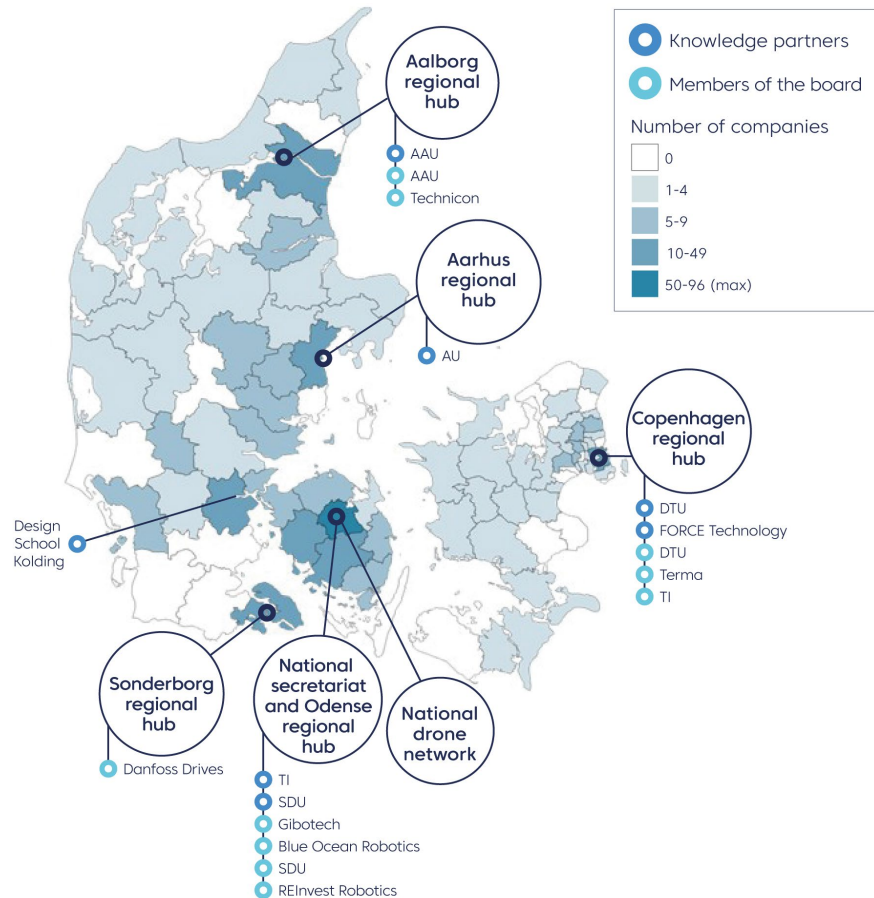 Knowledge partners
Members of the board
Number of companies
0
1-4
5-9
10-49
50-96 (max)
Aalborg
regional
hub
AAU
AAU
Technicon
Aarhus
regional
hub
AU
Copenhagen
regional
hub
DTU
FORCE Technology
DTU
Terma
TI
Design
School
Kolding
Sonderborg
regional
hub
Danfoss Drives
National
secretariat
and Odense
regional
hub
TI
SDU
Gibotech
Blue Ocean Robotics
SDU
REInvest Robotics
National
drone
network